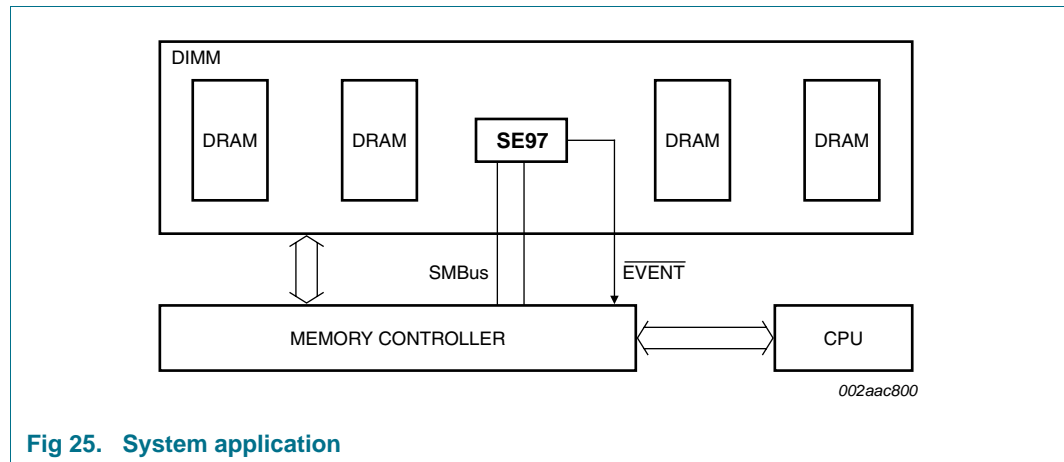 DIMM
DRAM
DRAM
SE97
DRAM
DRAM
SMBus
EVENT
MEMORY CONTROLLER
CPU
002aac800
Fig 25. System application